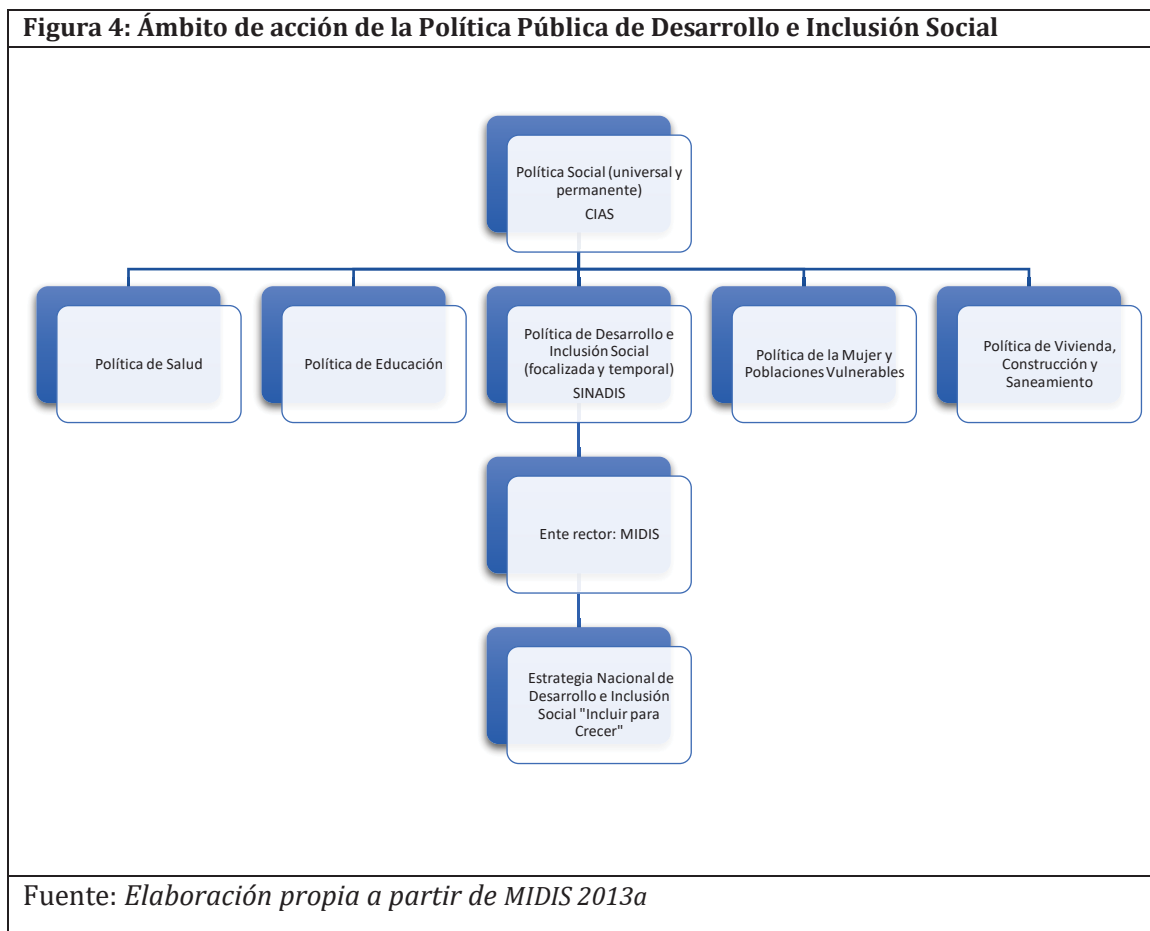 Figura 4: Ámbito de acción de la Política Pública de Desarrollo e Inclusión Social
Política Social (universal y
permanente)
CIAS
Política de Salud
Política de Educación
Política de Desarrollo e
Inclusión Social
(focalizada y temporal)
SINADIS
Política de la Mujer y
Poblaciones Vulnerables
Política de Vivienda,
Construcción y
Saneamiento
Ente rector: MIDIS
Estrategia Nacional de
Desarrollo e Inclusión
Social "Incluir para
Crecer"
Fuente: Elaboración propia a partir de MIDIS 2013a